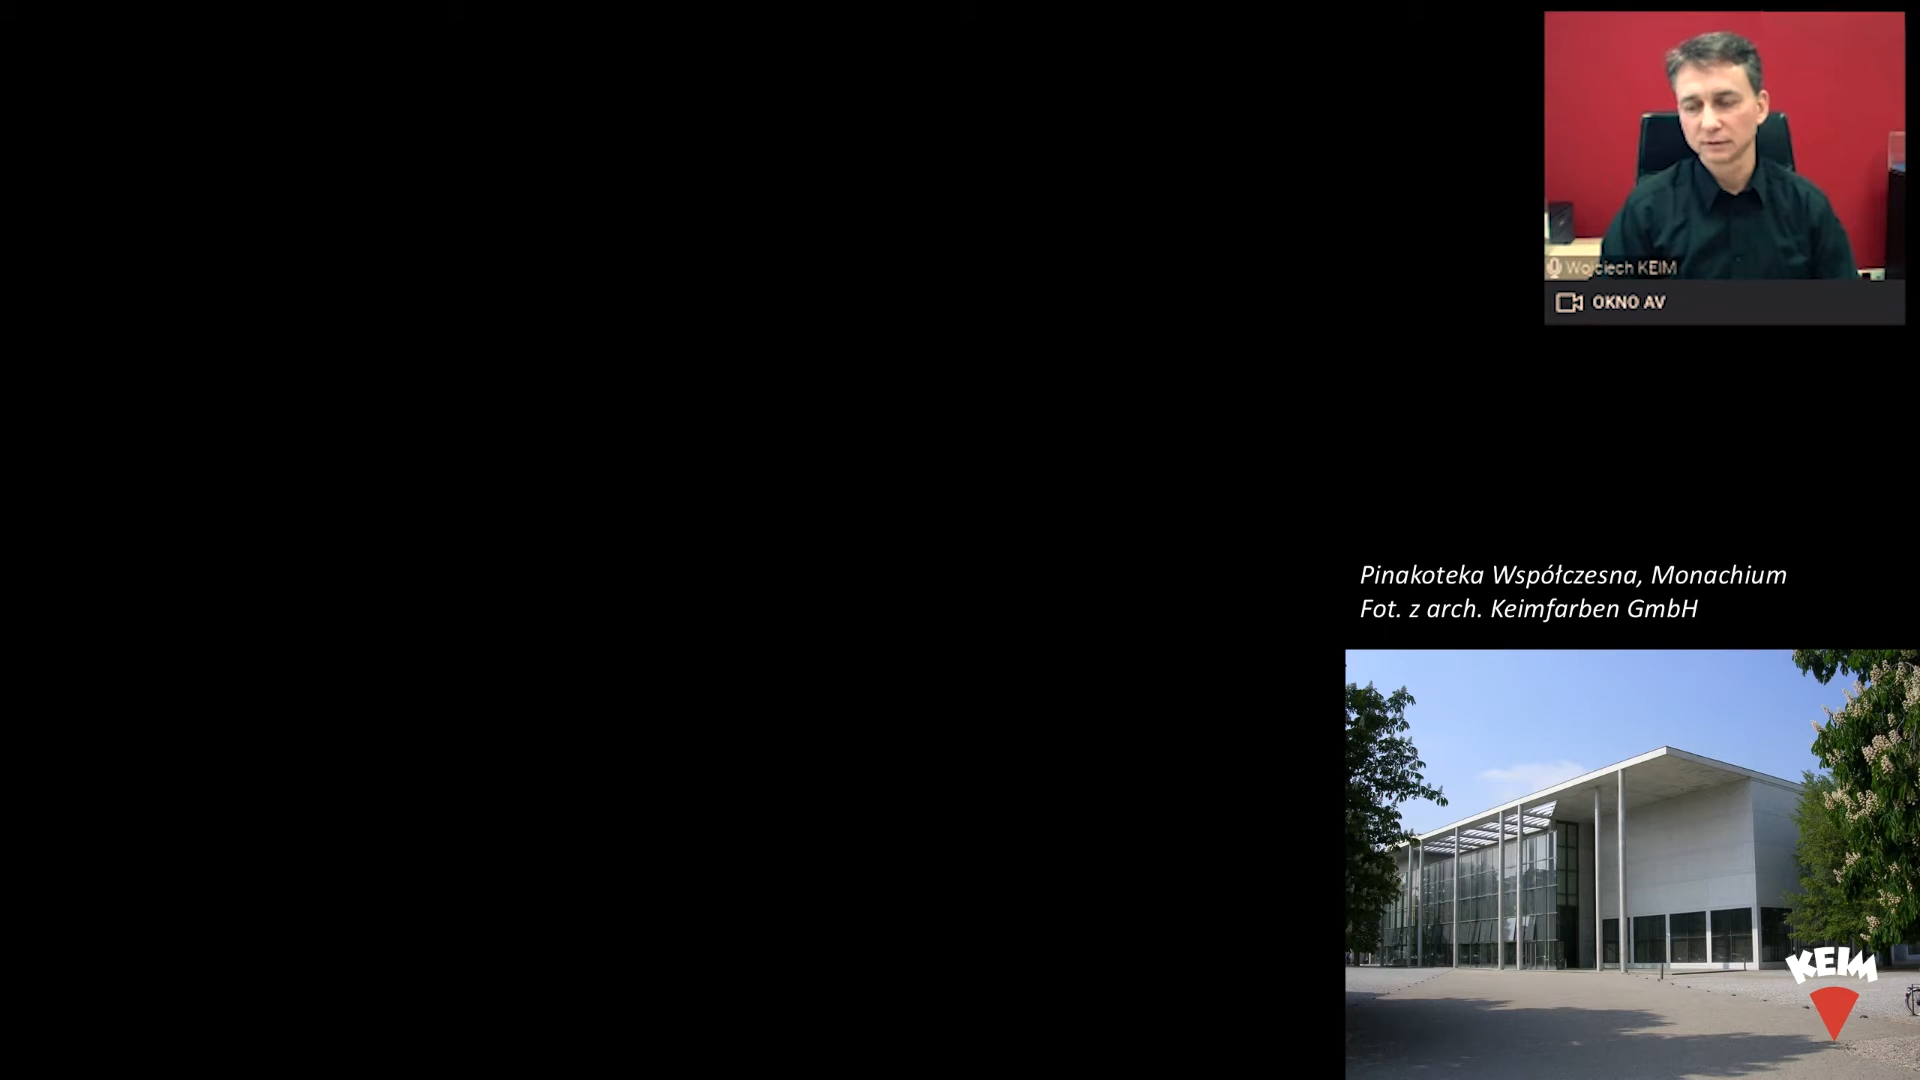 Wojciech KEIM
OKNO AV
Pinakoteka Współczesna, Monachium
Fot. z arch. Keimfarben GmbH
KEIM